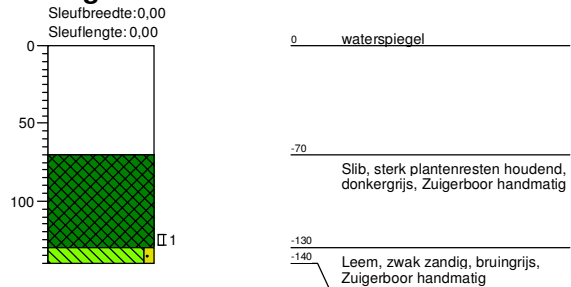 Sleufbreedte: 0,00
Sleuflengte: 0,00
0
50
100
1
0 waterspiegel
-70
Slib, sterk plantenresten houdend,
donkergrijs, Zuigerboor handmatig
-130
-140
Leem, zwak zandig, bruingrijs,
Zuigerboor handmatig